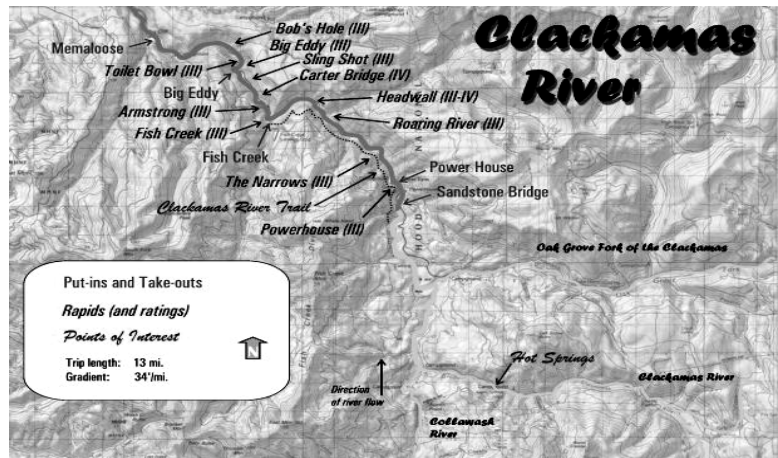 Clackamas
River
Bob's Hole (III)
Memaloose
Big Eddy (III)
Sling Shot (III)
Toilet Bowl (III)
Carter Bridge (IV)
Big Eddy
Headwall (III-IV)
Armstrong (III)
Roaring River (III)
Fish Creek (III)
Fish Creek
Power House
The Narrows (III)
Sandstone Bridge
Clackamas River Trail
Powerhouse (III)
HOOD
Oak Grove Fork of the Clackamas
Put-ins and Take-outs
Rapids (and ratings)
Points of Interest
N
Trip length: 13 mi.
Gradient: 34'/mi.
Fish Creek
Hot Springs
Direction
of river flow
Clackamas River
Collawash
River